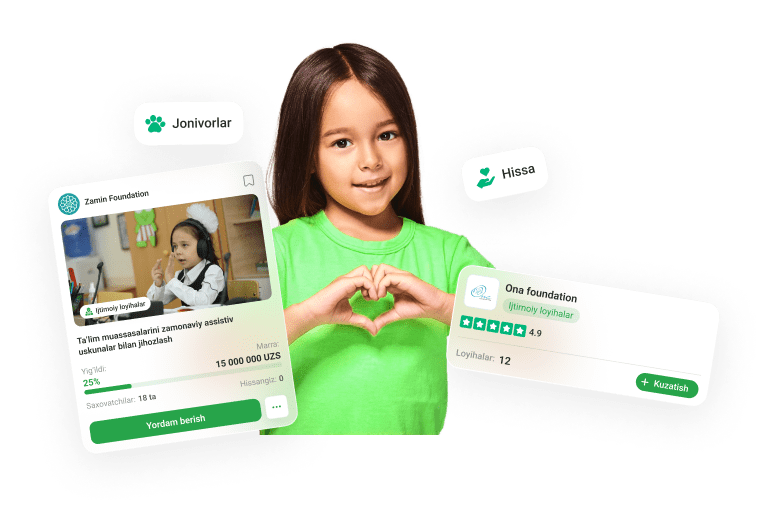 Jonivorlar
Hissa
Zamin Foundation
Ijtimoiy loyihalar
Ta'lim muassasalarini zamonaviy assistiv
uskunalar bilan jihozlash
Yig'ildi:
Marra:
25%
15 000 000 UZS
Saxovatchilar: 18 ta
Hissangiz: 0
Yordam berish
Ona foundation
Ijtimoiy loyihalar
4.9
Loyihalar: 12
+ Kuzatish